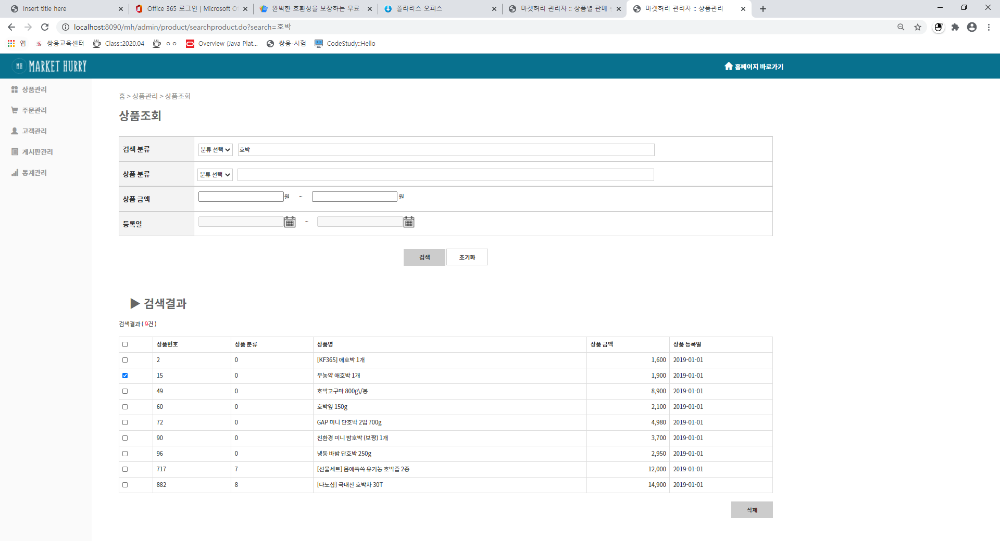 Insert title here
Office 365 로그인 | Microsoft O
완벽한 호환성을 보장하는 무료
폴라리스 오피스
마켓허리 관리자 :: 상품별 판매
마켓허리 관리자 :: 상품관리
localhost:8090/mh/admin/product/searchproduct.do?search=호박
앱
쌍용교육센터
Class::2020.04
ㅇㅇ
Overview (Java Plat...
쌍용-시험
CodeStudy::Hello
MH MARKET HURRY
홈페이지 바로가기
상품관리
주문관리
고객관리
게시판관리
통계관리
홈 > 상품관리 > 상품조회
상품조회
검색 분류 분류 선택 호박
상품 분류 분류 선택
상품 금액 원 ~ 원
등록일 ~
검색 초기화
▶ 검색결과
검색결과 ( 9건 )
상품번호 상품 분류 상품명 상품 금액 상품 등록일
2 0 [KF365] 애호박 1개 1,600 2019-01-01
15 0 무농약 애호박 1개 1,900 2019-01-01
49 0 호박고구마 800g\/봉 8,900 2019-01-01
60 0 호박잎 150g 2,100 2019-01-01
72 0 GAP 미니 단호박 2입 700g 4,980 2019-01-01
90 0 친환경 미니 밤호박 (보짱) 1개 3,700 2019-01-01
96 0 냉동 바밤 단호박 250g 2,950 2019-01-01
717 7 [선물세트] 몸애쏙쏙 유기농 호박즙 2종 12,000 2019-01-01
882 8 [다노샵] 국내산 호박차 30T 14,900 2019-01-01
삭제